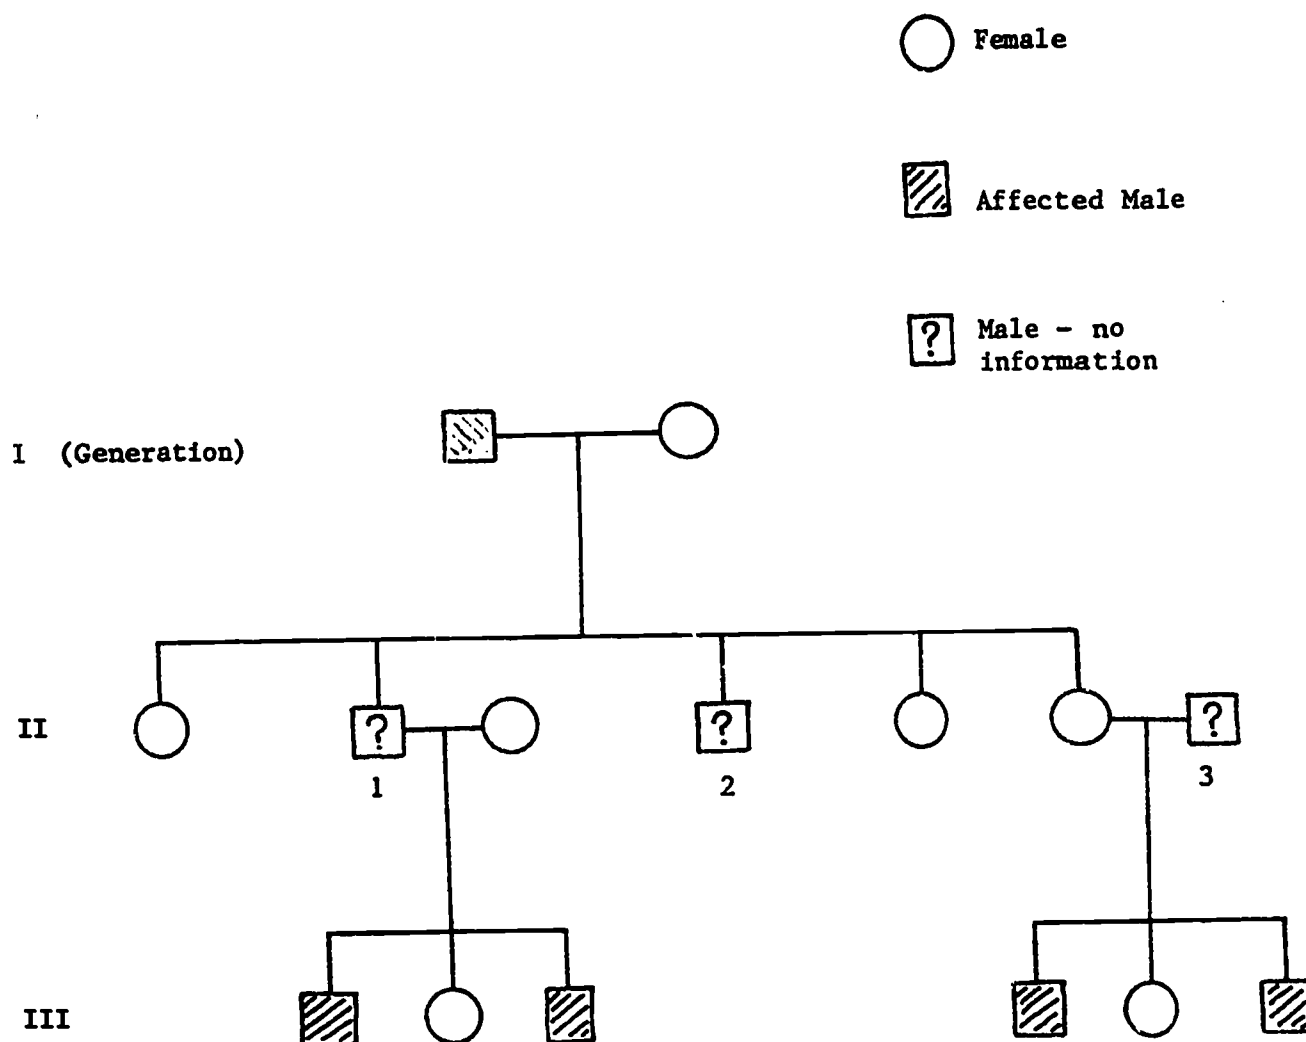 Female
Affected Male
?
Male - no
information
I (Generation)
II
?
?
?
1
2
3
III